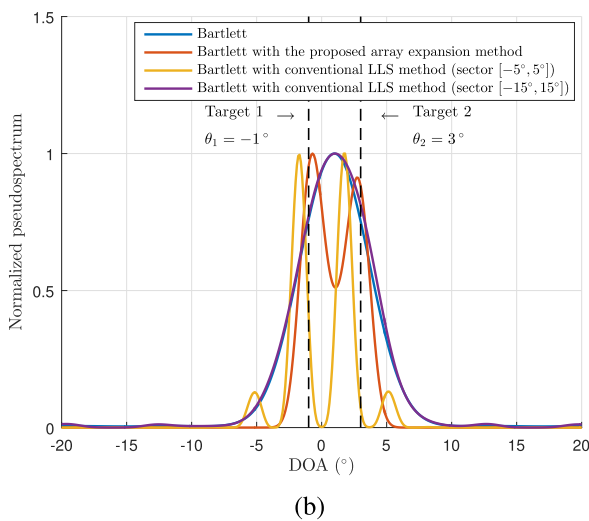 1.5
Bartlett
Bartlett with the proposed array expansion method
Bartlett with conventional LLS method (sector [−5°, 5°])
Bartlett with conventional LLS method (sector [−15°, 15°])
Target 1 →
θ₁ = −1°
← Target 2
θ₂ = 3°
1
0.5
0
Normalized pseudospectrum
-20 -15 -10 -5 0 5 10 15 20
DOA (°)
(b)